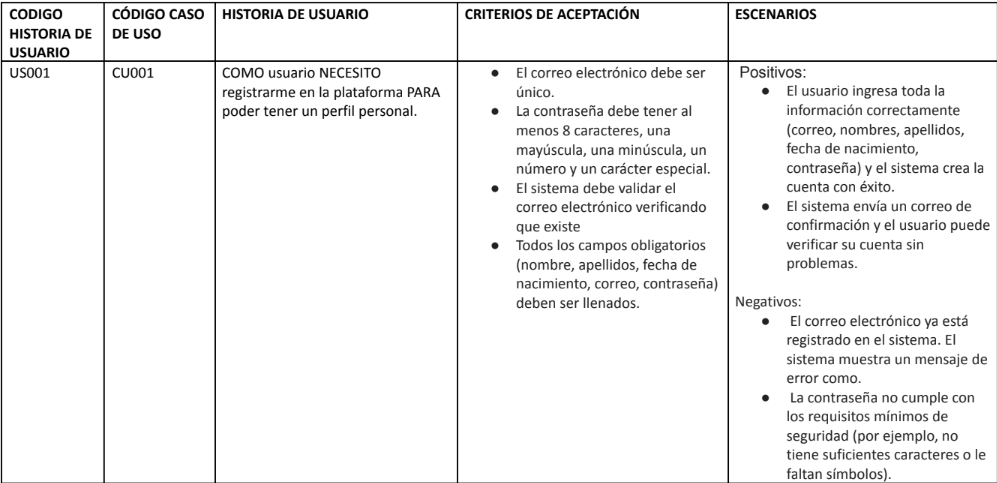 CODIGO
HISTORIA DE
USUARIO
CÓDIGO CASO
DE USO
HISTORIA DE USUARIO
CRITERIOS DE ACEPTACIÓN
ESCENARIOS
US001
CU001
COMO usuario NECESITO
registrarme en la plataforma PARA
poder tener un perfil personal.
● El correo electrónico debe ser
único.
● La contraseña debe tener al
menos 8 caracteres, una
mayúscula, una minúscula, un
número y un carácter especial.
● El sistema debe validar el
correo electrónico verificando
que existe
● Todos los campos obligatorios
(nombre, apellidos, fecha de
nacimiento, correo, contraseña)
deben ser llenados.
Positivos:
● El usuario ingresa toda la
información correctamente
(correo, nombres, apellidos,
fecha de nacimiento,
contraseña) y el sistema crea la
cuenta con éxito.
● El sistema envía un correo de
confirmación y el usuario puede
verificar su cuenta sin
problemas.
Negativos:
● El correo electrónico ya está
registrado en el sistema. El
sistema muestra un mensaje de
error como.
● La contraseña no cumple con
los requisitos mínimos de
seguridad (por ejemplo, no
tiene suficientes caracteres o le
faltan símbolos).